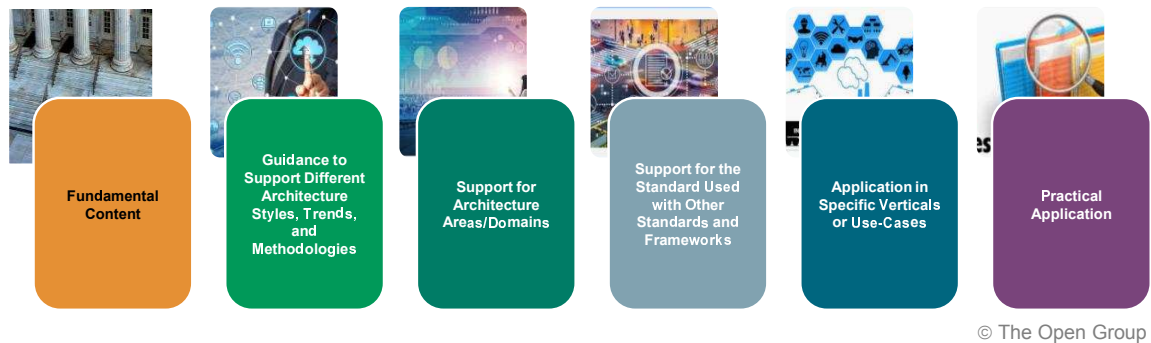 Fundamental
Content
Guidance to
Support Different
Architecture
Styles, Trends,
and
Methodologies
Support for
Architecture
Areas/Domains
Support for the
Standard Used
with Other
Standards and
Frameworks
Application in
Specific Verticals
or Use-Cases
Practical
Application
© The Open Group